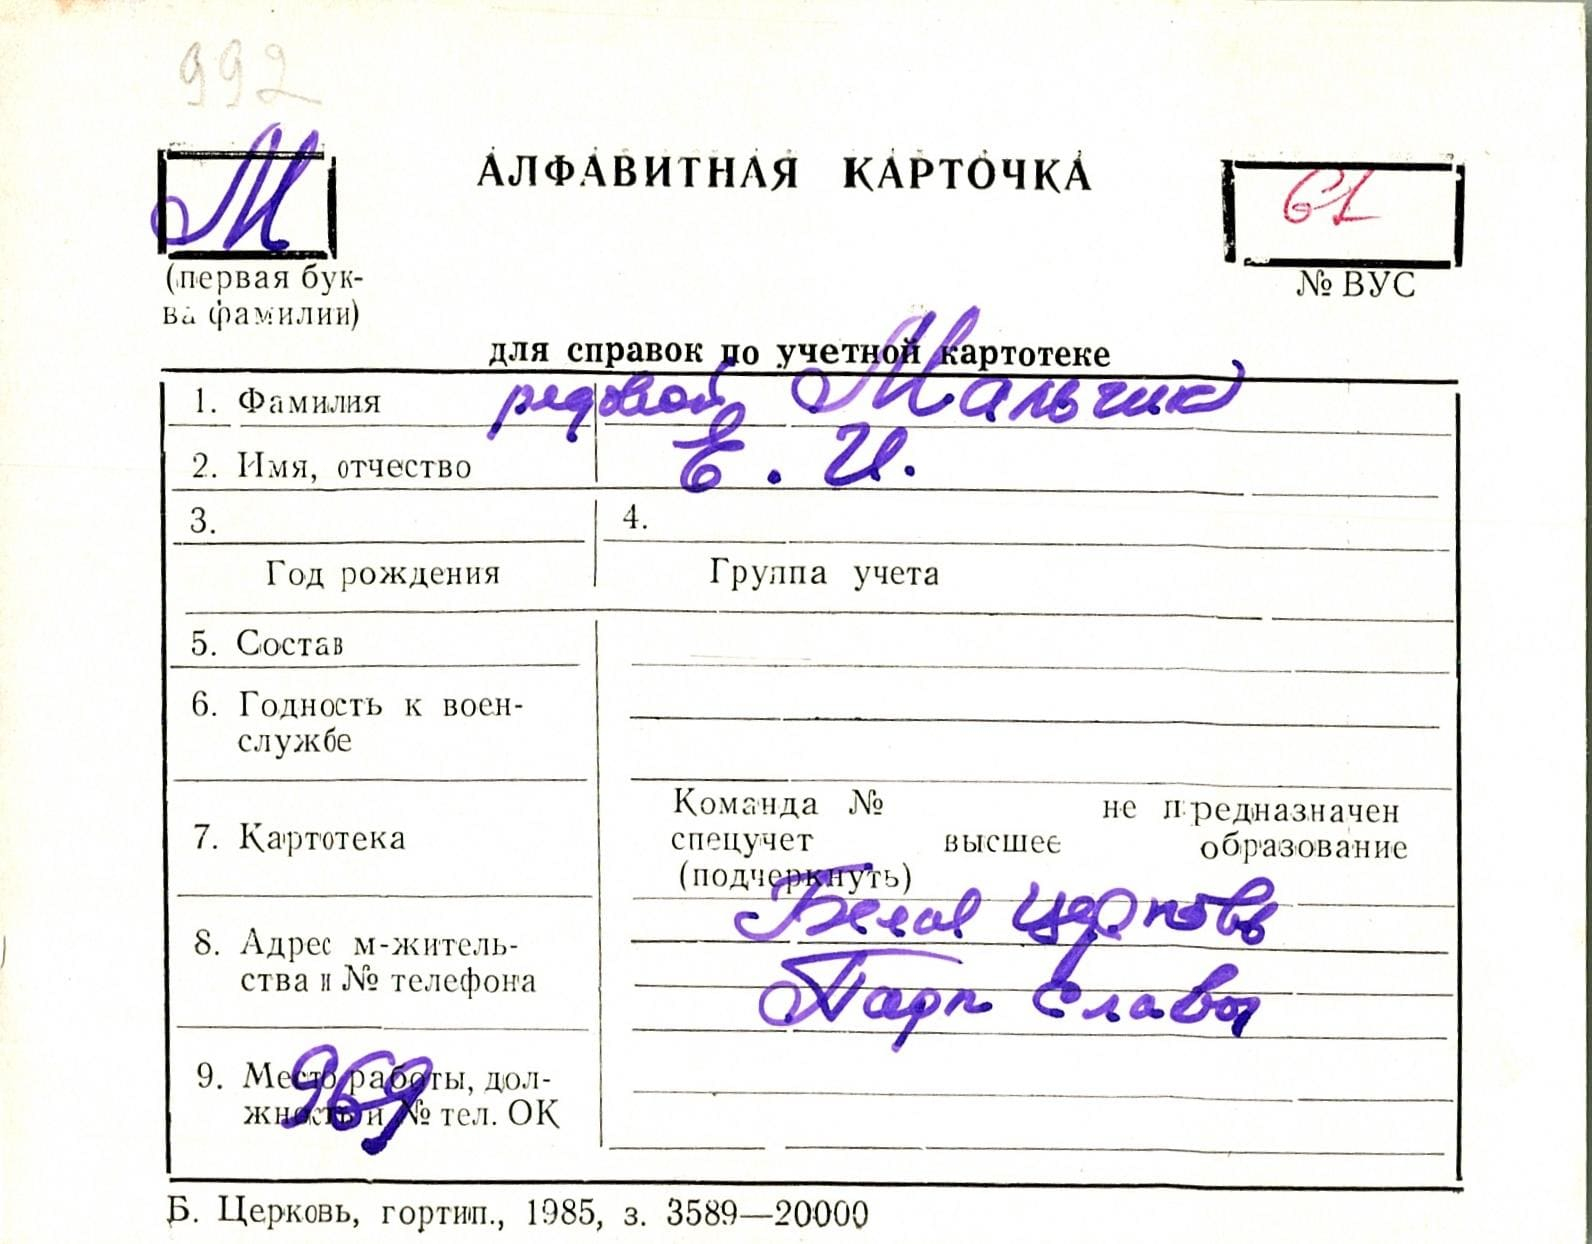 992
М
АЛФАВИТНАЯ КАРТОЧКА
61
(первая бук-
ва фамилии)
№ ВУС
для справок по учетной картотеке
1. Фамилия рядовой Мальчик
2. Имя, отчество Е. И.
3. 4.
Год рождения Группа учета
5. Состав
6. Годность к воен-
службе
7. Картотека
Команда № не предназначен
спецучет высшее образование
(подчеркнуть)
8. Адрес м-житель-
ства и № телефона
Белая Церковь
Парк Славы
9. Место работы, дол-
жность и № тел. ОК
969
Б. Церковь, гортип., 1985, з. 3589—20000